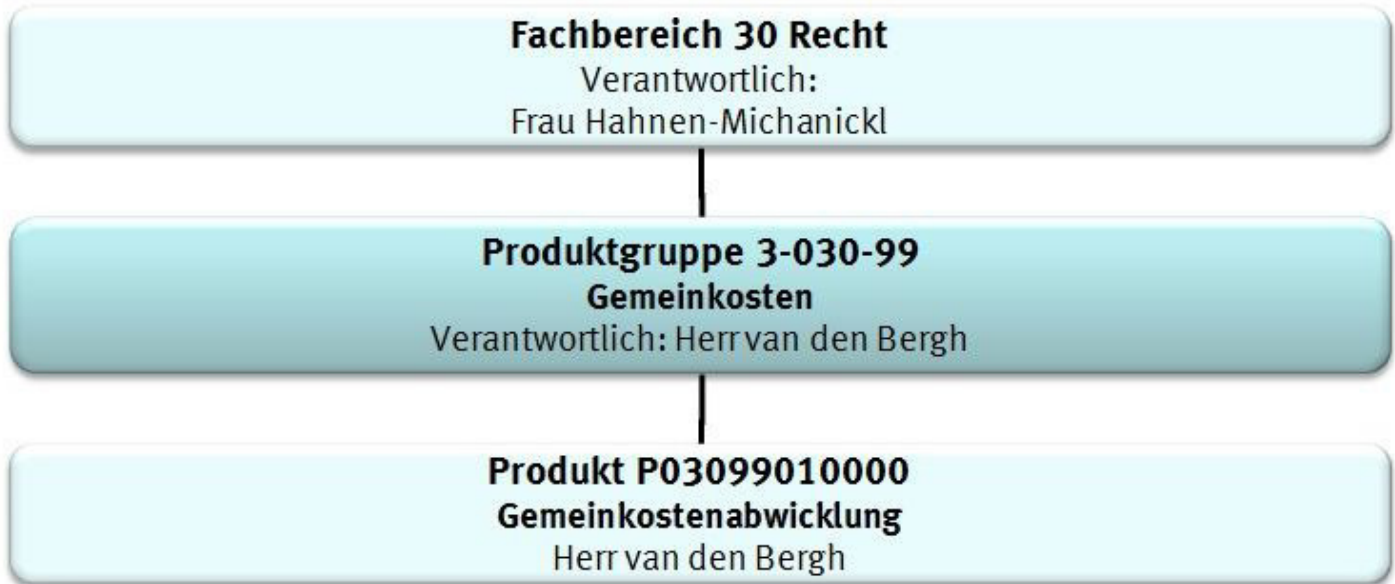 Fachbereich 30 Recht
Verantwortlich:
Frau Hahnen-Michanickl
Produktgruppe 3-030-99
Gemeinkosten
Verantwortlich: Herr van den Bergh
Produkt P03099010000
Gemeinkostenabwicklung
Herr van den Bergh